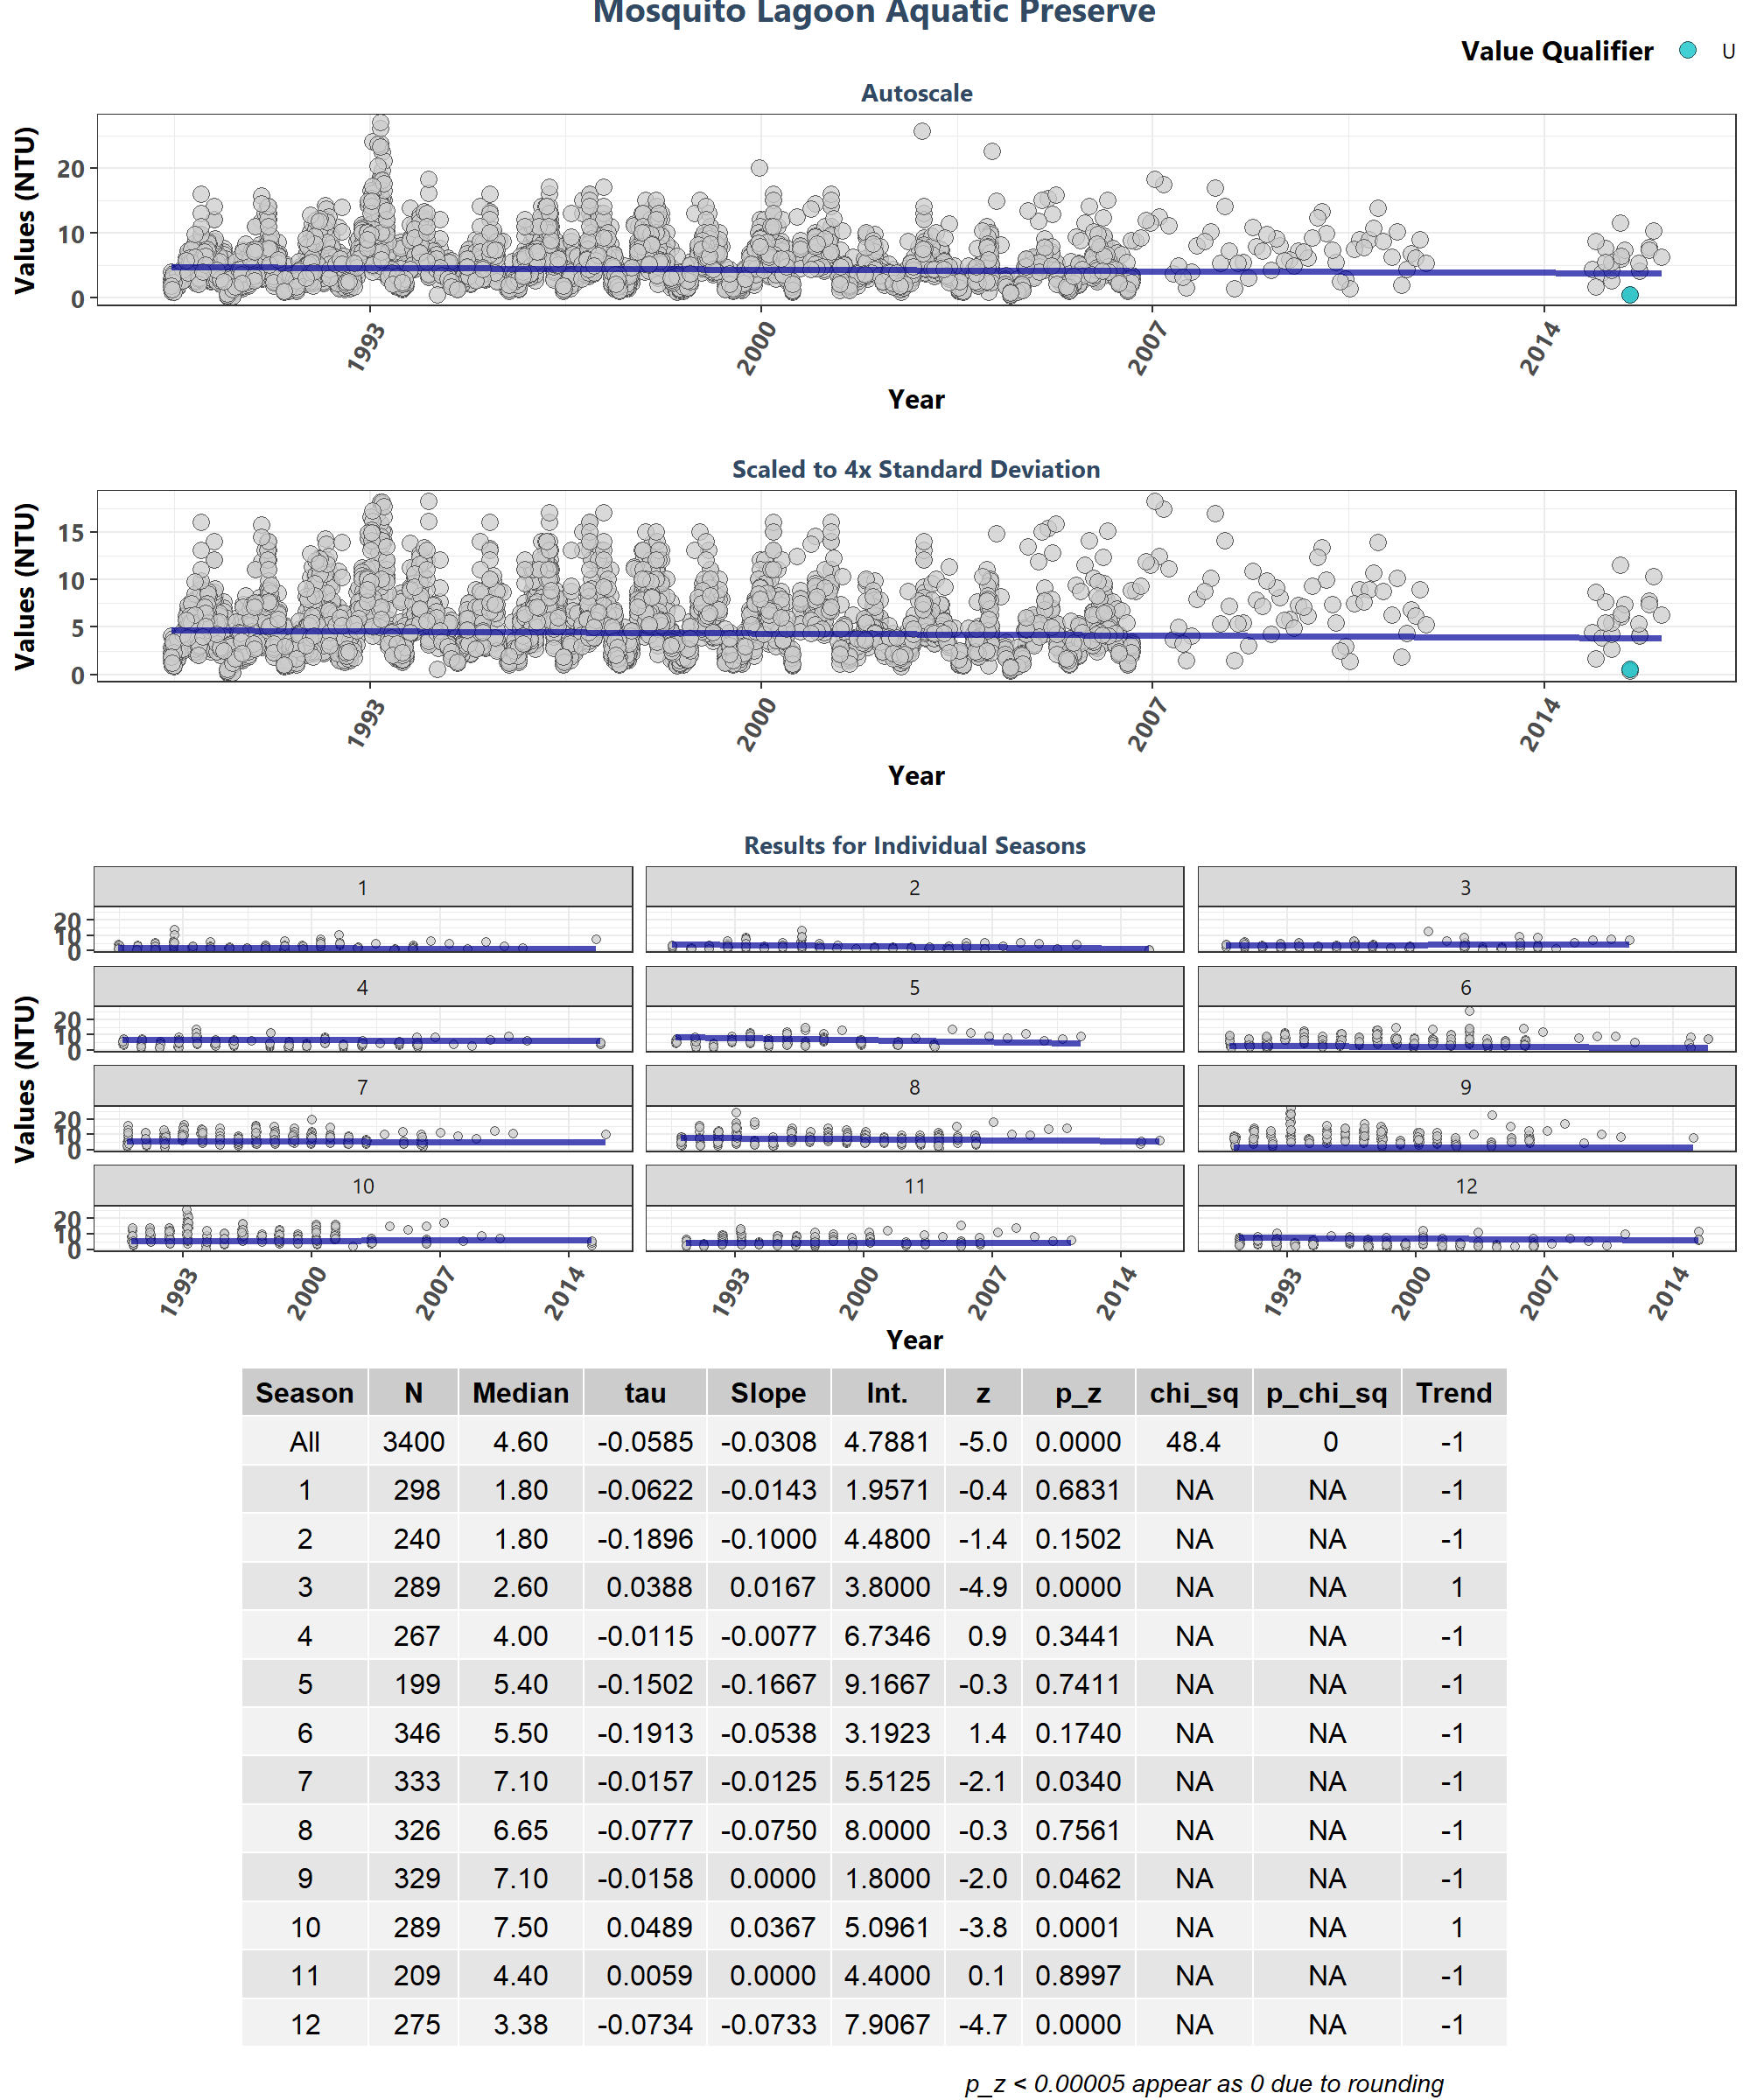 Mosquito Lagoon Aquatic Preserve
Value Qualifier U
Autoscale
Values (NTU)
20
10
0
1993 2000 2007 2014
Year
Scaled to 4x Standard Deviation
Values (NTU)
15
10
5
0
1993 2000 2007 2014
Year
Results for Individual Seasons
Values (NTU)
1 2 3
20
10
0
4 5 6
20
10
0
7 8 9
20
10
0
10 11 12
20
10
0
1993 2000 2007 2014 1993 2000 2007 2014 1993 2000 2007 2014
Year
Season N Median tau Slope Int. z p_z chi_sq p_chi_sq Trend
All 3400 4.60 -0.0585 -0.0308 4.7881 -5.0 0.0000 48.4 0 -1
1 298 1.80 -0.0622 -0.0143 1.9571 -0.4 0.6831 NA NA -1
2 240 1.80 -0.1896 -0.1000 4.4800 -1.4 0.1502 NA NA -1
3 289 2.60 0.0388 0.0167 3.8000 -4.9 0.0000 NA NA 1
4 267 4.00 -0.0115 -0.0077 6.7346 0.9 0.3441 NA NA -1
5 199 5.40 -0.1502 -0.1667 9.1667 -0.3 0.7411 NA NA -1
6 346 5.50 -0.1913 -0.0538 3.1923 1.4 0.1740 NA NA -1
7 333 7.10 -0.0157 -0.0125 5.5125 -2.1 0.0340 NA NA -1
8 326 6.65 -0.0777 -0.0750 8.0000 -0.3 0.7561 NA NA -1
9 329 7.10 -0.0158 0.0000 1.8000 -2.0 0.0462 NA NA -1
10 289 7.50 0.0489 0.0367 5.0961 -3.8 0.0001 NA NA 1
11 209 4.40 0.0059 0.0000 4.4000 0.1 0.8997 NA NA -1
12 275 3.38 -0.0734 -0.0733 7.9067 -4.7 0.0000 NA NA -1
p_z < 0.00005 appear as 0 due to rounding